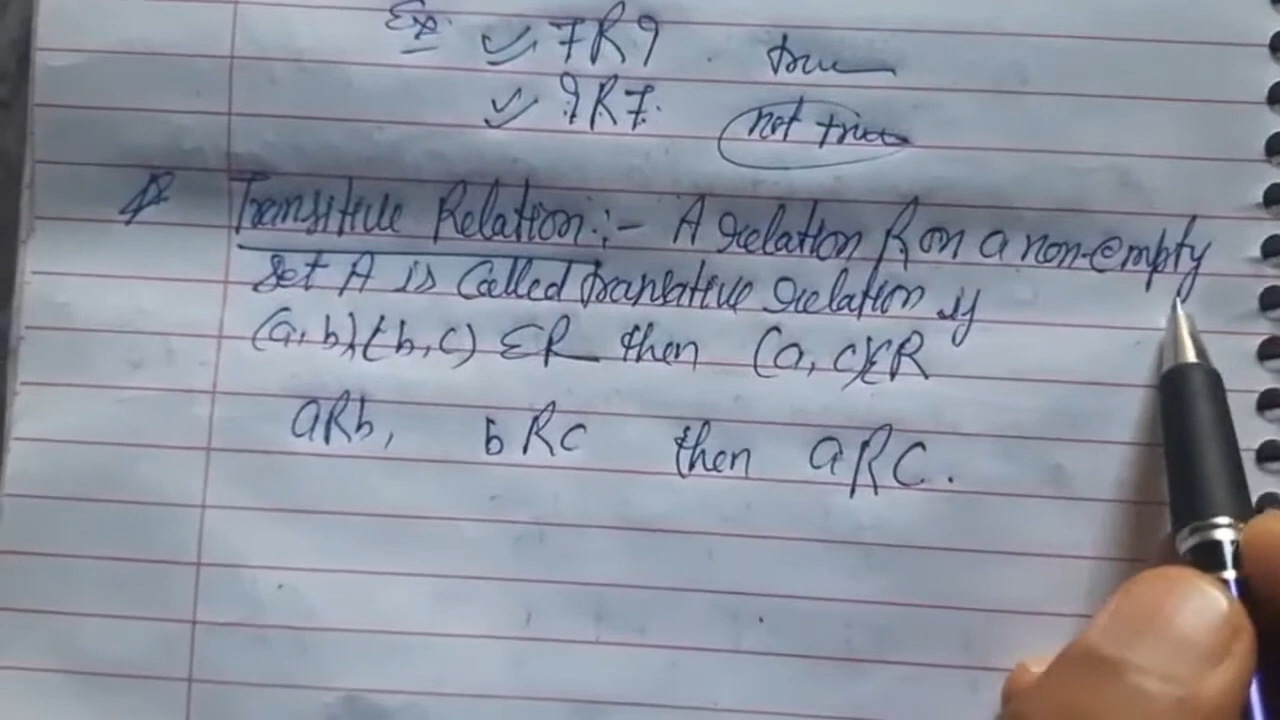 Ex. 7R9. true
9R7. not true
Transitive Relation:- A relation R on a non-empty
set A is called transitive relation if
(a, b) (b, c) ∈ R then (a, c) ∈ R
aRb, bRc then aRc.